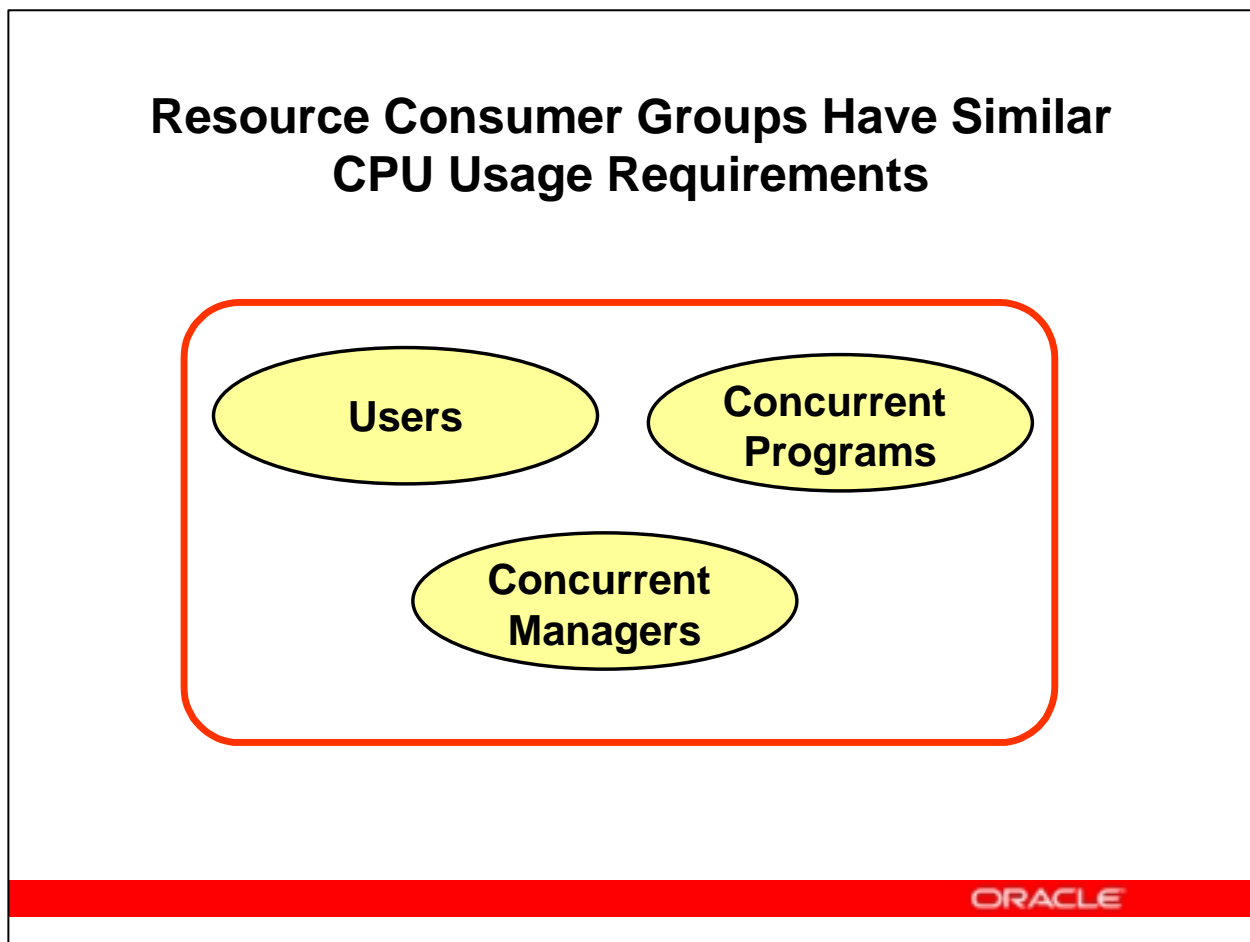 Resource Consumer Groups Have Similar
CPU Usage Requirements
Users
Concurrent
Programs
Concurrent
Managers
ORACLE